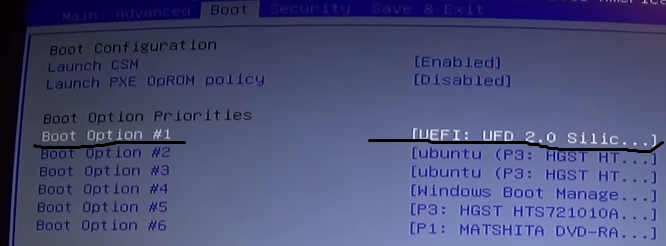 Main Advanced Boot Security Save & Exit
Boot Configuration
Launch CSM [Enabled]
Launch PXE OpROM policy [Disabled]
Boot Option Priorities
Boot Option #1 [UEFI: UFD 2.0 Silic...]
Boot Option #2 [ubuntu (P3: HGST HT...]
Boot Option #3 [ubuntu (P3: HGST HT...]
Boot Option #4 [Windows Boot Manage...]
Boot Option #5 [P3: HGST HTS721010A...]
Boot Option #6 [P1: MATSHITA DVD-RA...]